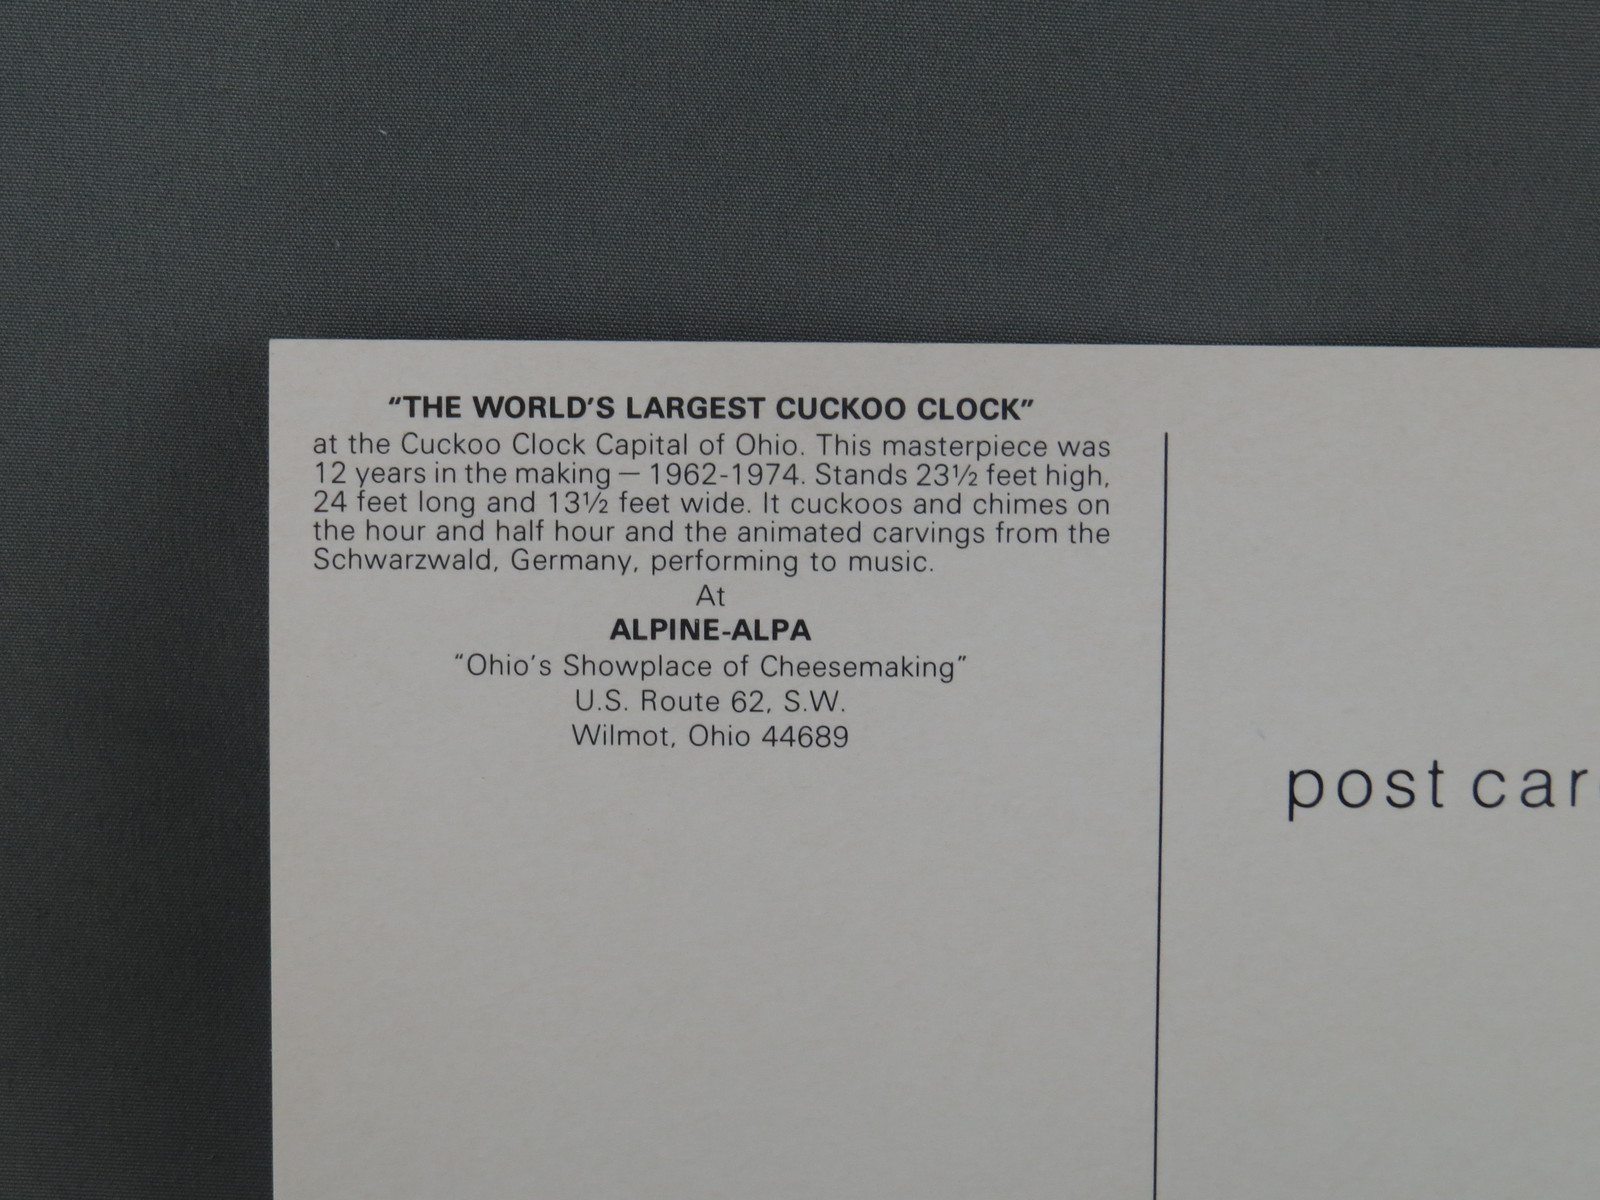 “THE WORLD’S LARGEST CUCKOO CLOCK”
at the Cuckoo Clock Capital of Ohio. This masterpiece was
12 years in the making — 1962-1974. Stands 23½ feet high,
24 feet long and 13½ feet wide. It cuckoos and chimes on
the hour and half hour and the animated carvings from the
Schwarzwald, Germany, performing to music.
At
ALPINE-ALPA
“Ohio’s Showplace of Cheesemaking”
U.S. Route 62, S.W.
Wilmot, Ohio 44689
post car